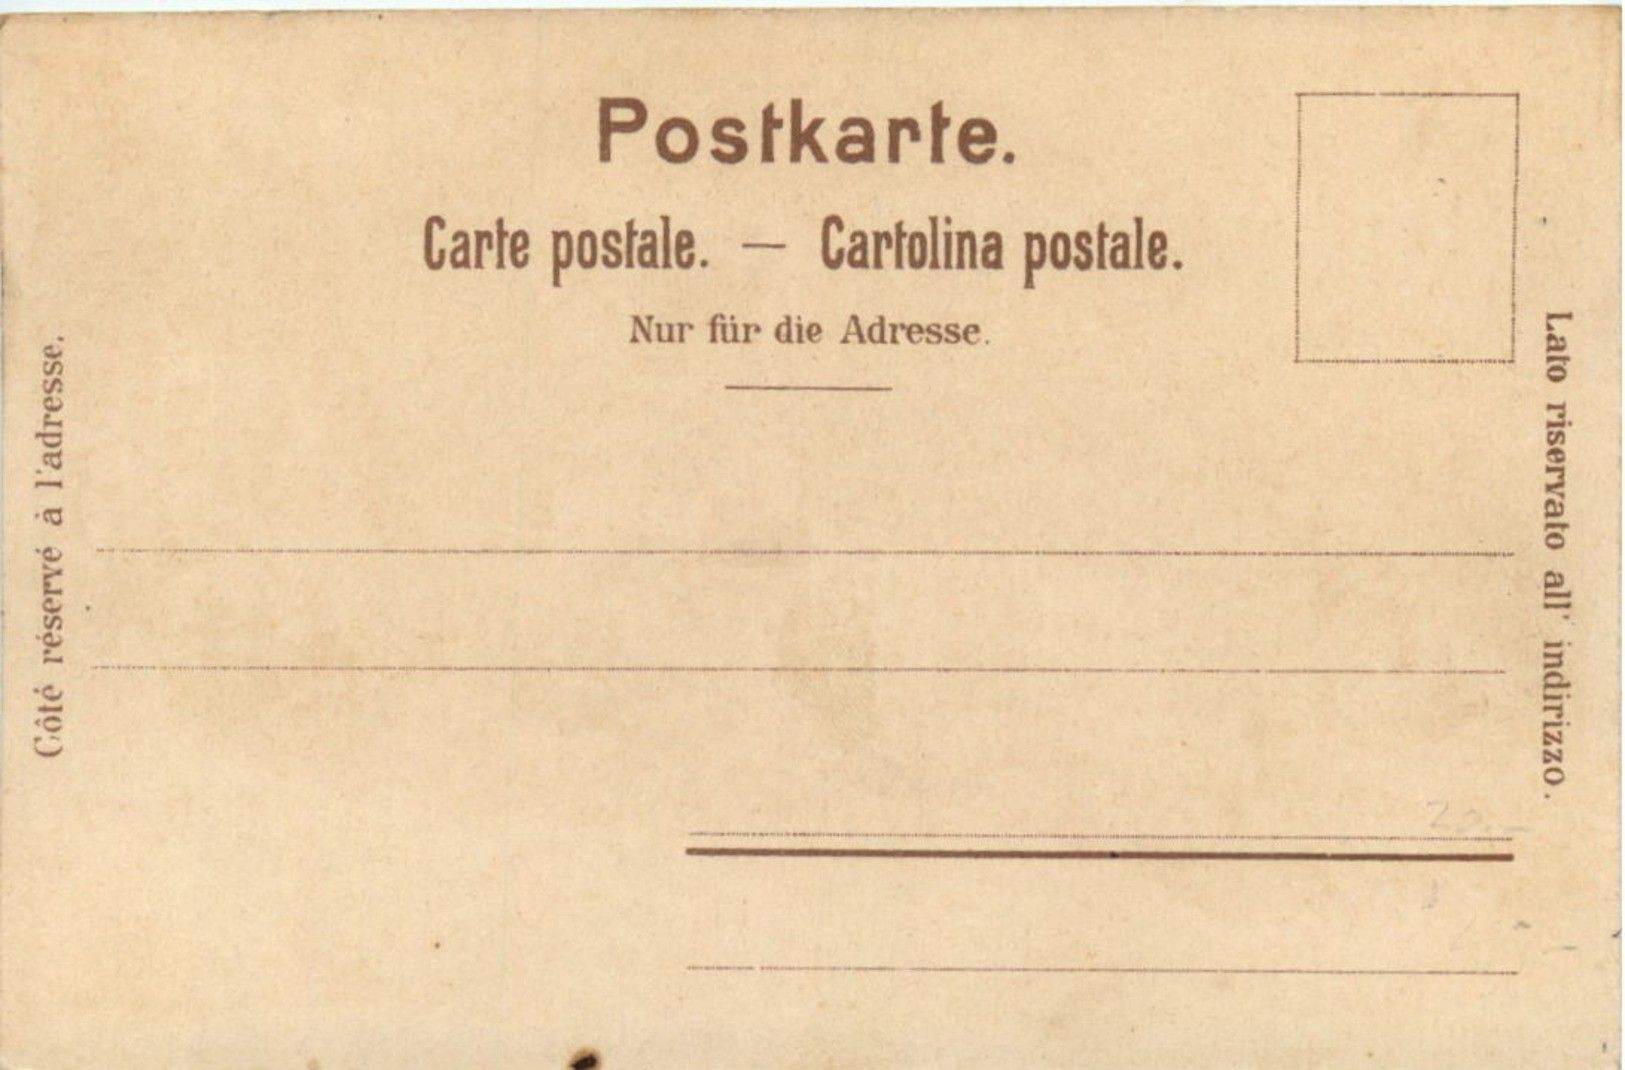 Postkarte.
Carte postale. — Cartolina postale.
Nur für die Adresse.
Côté réservé à l'adresse.
Lato riservato all' indirizzo.